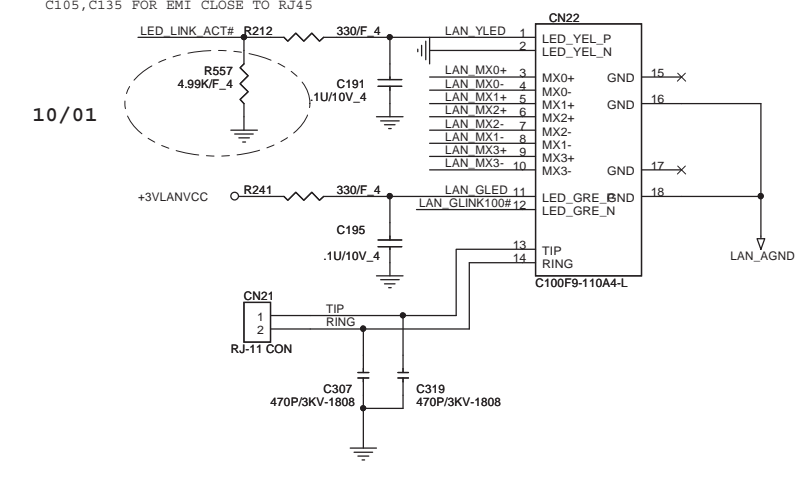 C105,C135 FOR EMI CLOSE TO RJ45
CN22
LED_LINK_ACT# R212 330/F_4 LAN_YLED 1 LED_YEL_P
2 LED_YEL_N
R557
4.99K/F_4
C191
.1U/10V_4
10/01
LAN_MX0+ 3 MX0+ GND 15
LAN_MX0- 4 MX0-
LAN_MX1+ 5 MX1+ GND 16
LAN_MX2+ 6 MX2+
LAN_MX2- 7 MX2-
LAN_MX1- 8 MX1-
LAN_MX3+ 9 MX3+
LAN_MX3- 10 MX3- GND 17
+3VLANVCC R241 330/F_4 LAN_GLED 11 LED_GRE_P GND 18
LAN_GLINK100# 12 LED_GRE_N
C195
.1U/10V_4
13 TIP
14 RING
LAN_AGND
C100F9-110A4-L
CN21
1 TIP
2 RING
RJ-11 CON
C307
470P/3KV-1808
C319
470P/3KV-1808